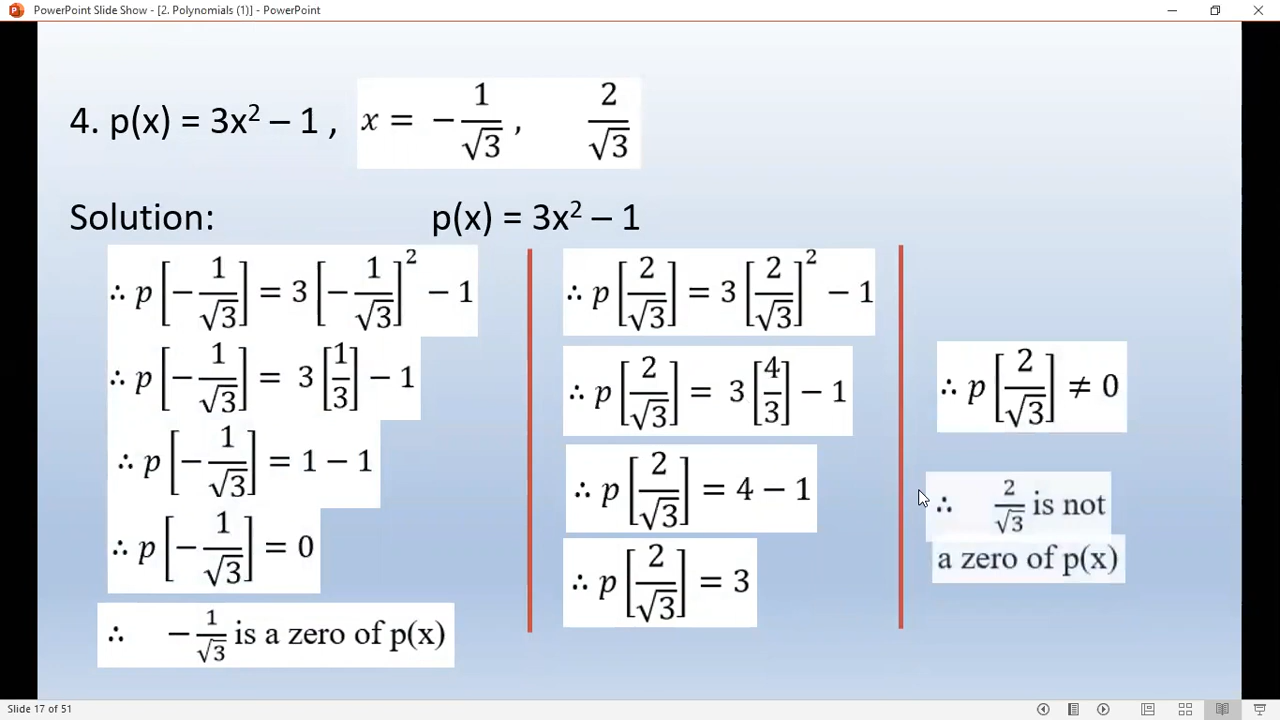 PowerPoint Slide Show - [2. Polynomials (1)] - PowerPoint
4. p(x) = 3x² – 1 , x = −1/√3 , 2/√3
Solution: p(x) = 3x² – 1
∴ p[−1/√3] = 3[−1/√3]² − 1
∴ p[−1/√3] = 3[1/3] − 1
∴ p[−1/√3] = 1 − 1
∴ p[−1/√3] = 0
∴ −1/√3 is a zero of p(x)
∴ p[2/√3] = 3[2/√3]² − 1
∴ p[2/√3] = 3[4/3] − 1
∴ p[2/√3] = 4 − 1
∴ p[2/√3] = 3
∴ p[2/√3] ≠ 0
∴ 2/√3 is not
a zero of p(x)
Slide 17 of 51